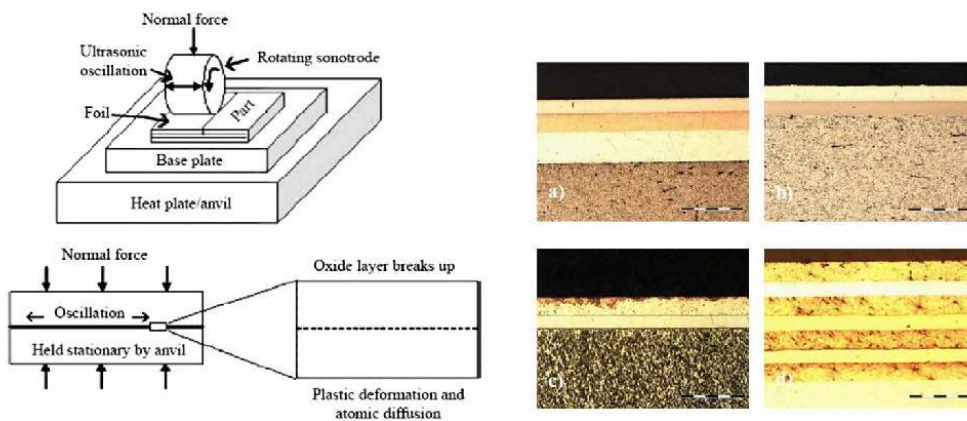 Normal force
Ultrasonic
oscillation
Rotating sonotrode
Foil
Part
Base plate
Heat plate/anvil
Normal force
Oscillation
Held stationary by anvil
Oxide layer breaks up
Plastic deformation and
atomic diffusion
a)
b)
c)
d)